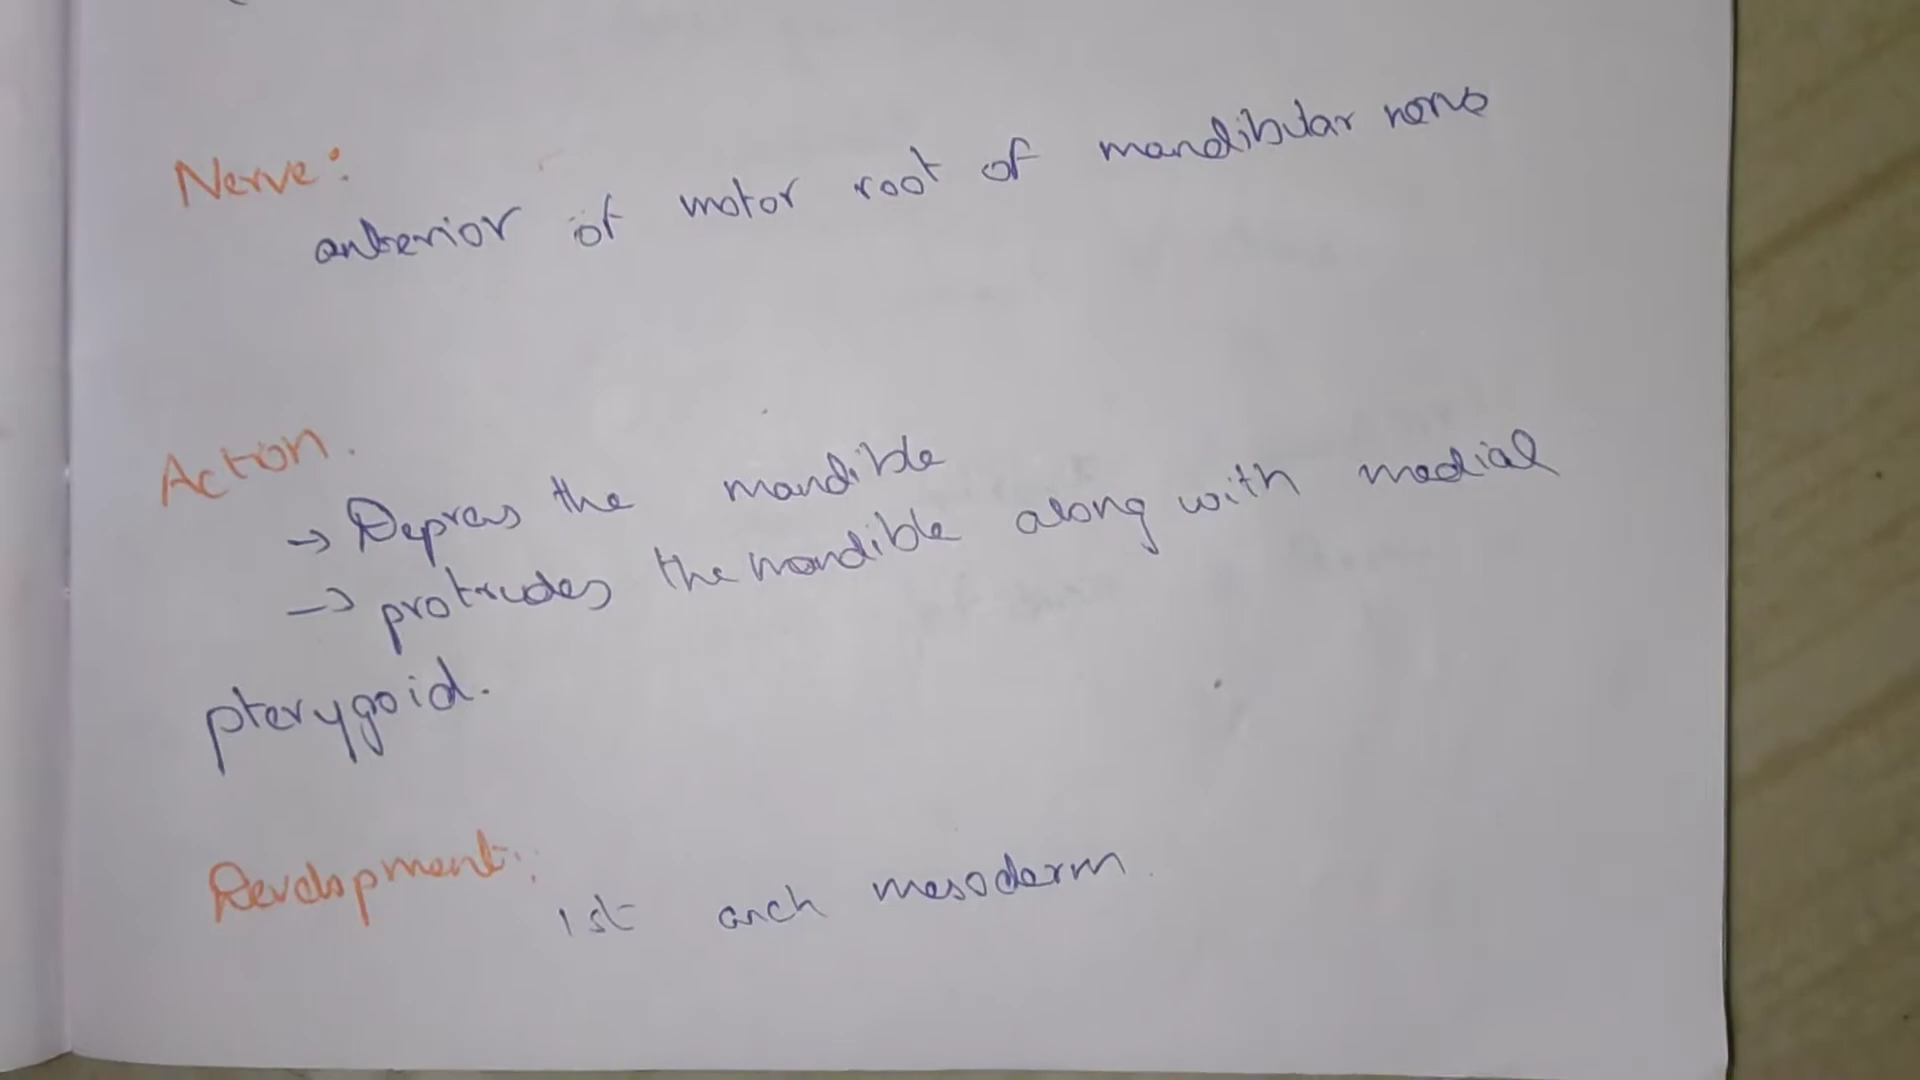 Nerve:
anterior of motor root of mandibular nerve
Action.
→ Depress the mandible
→ protrudes the mandible along with medial
pterygoid.
Development:
1st arch mesoderm.